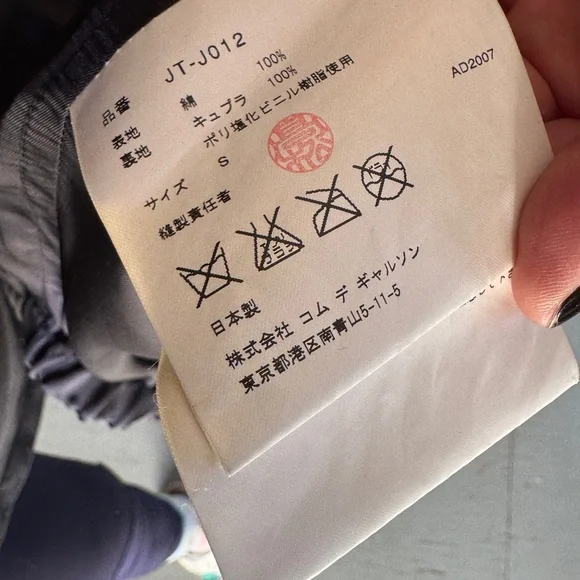 品番 JT-J012
AD2007
表地 綿 100%
裏地 キュプラ 100%
ポリ塩化ビニル樹脂使用
サイズ S
縫製責任者
日本製
株式会社 コム デ ギャルソン
東京都港区南青山5-11-5